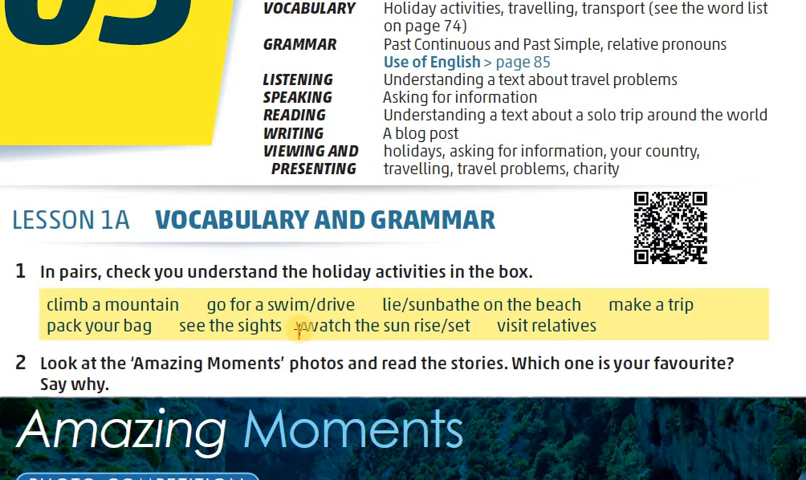 03
VOCABULARY Holiday activities, travelling, transport (see the word list
on page 74)
GRAMMAR Past Continuous and Past Simple, relative pronouns
Use of English > page 85
LISTENING Understanding a text about travel problems
SPEAKING Asking for information
READING Understanding a text about a solo trip around the world
WRITING A blog post
VIEWING AND holidays, asking for information, your country,
PRESENTING travelling, travel problems, charity
LESSON 1A VOCABULARY AND GRAMMAR
1 In pairs, check you understand the holiday activities in the box.
climb a mountain go for a swim/drive lie/sunbathe on the beach make a trip
pack your bag see the sights watch the sun rise/set visit relatives
2 Look at the ‘Amazing Moments’ photos and read the stories. Which one is your favourite?
Say why.
Amazing Moments
PHOTO COMPETITION